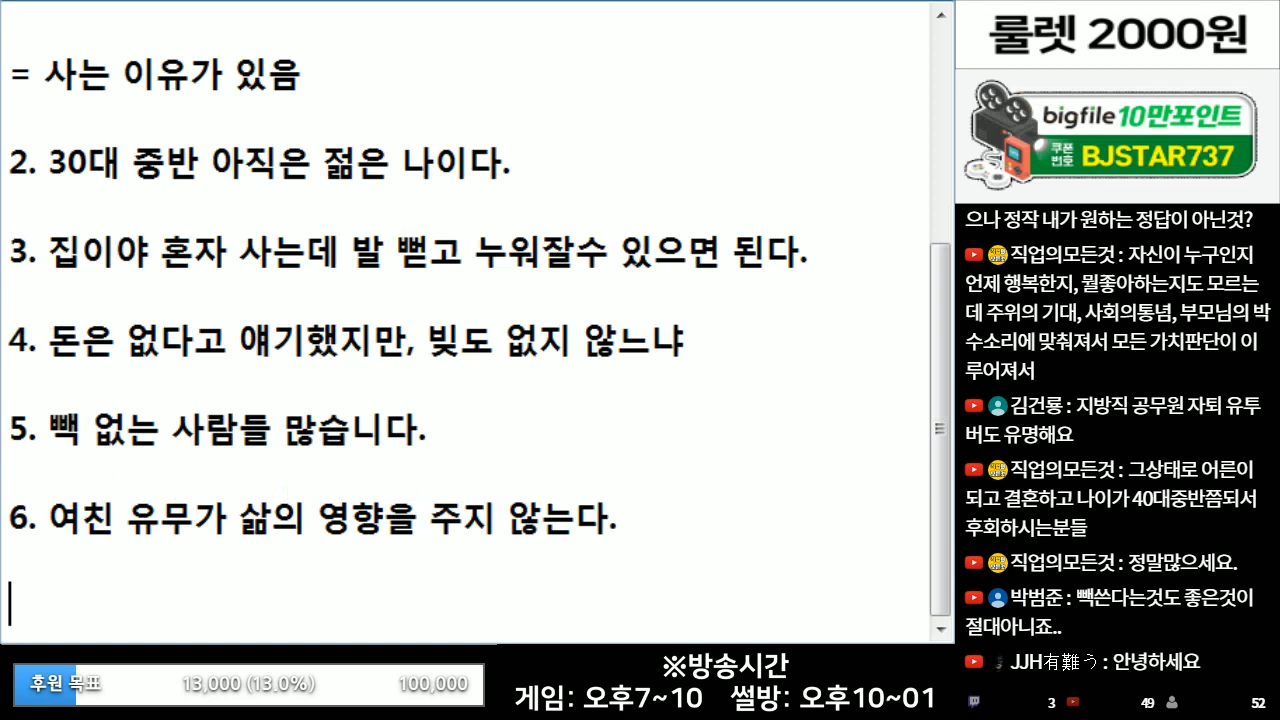 = 사는 이유가 있음
2. 30대 중반 아직은 젊은 나이다.
3. 집이야 혼자 사는데 발 뻗고 누워잘수 있으면 된다.
4. 돈은 없다고 얘기했지만, 빚도 없지 않느냐
5. 빽 없는 사람들 많습니다.
6. 여친 유무가 삶의 영향을 주지 않는다.
후원 목표 13,000 (13.0%) 100,000
※방송시간
게임: 오후7~10 썰방: 오후10~01
룰렛 2000원
bigfile 10만포인트
쿠폰
번호 BJSTAR737
으나 정작 내가 원하는 정답이 아닌것?
직업의모든것 : 자신이 누구인지
언제 행복한지, 뭘좋아하는지도 모르는
데 주위의 기대, 사회의통념, 부모님의 박
수소리에 맞춰져서 모든 가치판단이 이
루어져서
김건룡 : 지방직 공무원 자퇴 유투
버도 유명해요
직업의모든것 : 그상태로 어른이
되고 결혼하고 나이가 40대중반쯤되서
후회하시는분들
직업의모든것 : 정말많으세요.
박범준 : 빽쓴다는것도 좋은것이
절대아니죠..
JJH有難う : 안녕하세요
3 49 52